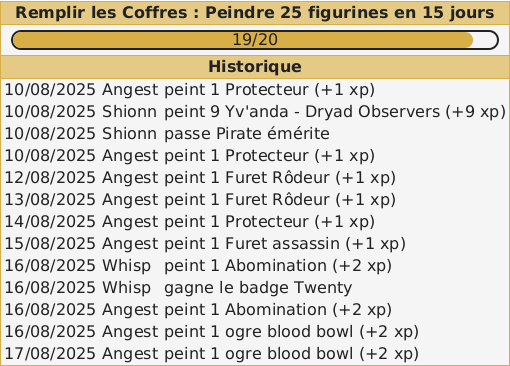 Remplir les Coffres : Peindre 25 figurines en 15 jours
19/20
Historique
10/08/2025 Angest peint 1 Protecteur (+1 xp)
10/08/2025 Shionn peint 9 Yv'anda - Dryad Observers (+9 xp)
10/08/2025 Shionn passe Pirate émérite
10/08/2025 Angest peint 1 Protecteur (+1 xp)
12/08/2025 Angest peint 1 Furet Rôdeur (+1 xp)
13/08/2025 Angest peint 1 Furet Rôdeur (+1 xp)
14/08/2025 Angest peint 1 Protecteur (+1 xp)
15/08/2025 Angest peint 1 Furet assassin (+1 xp)
16/08/2025 Whisp peint 1 Abomination (+2 xp)
16/08/2025 Whisp gagne le badge Twenty
16/08/2025 Angest peint 1 Abomination (+2 xp)
16/08/2025 Angest peint 1 ogre blood bowl (+2 xp)
17/08/2025 Angest peint 1 ogre blood bowl (+2 xp)